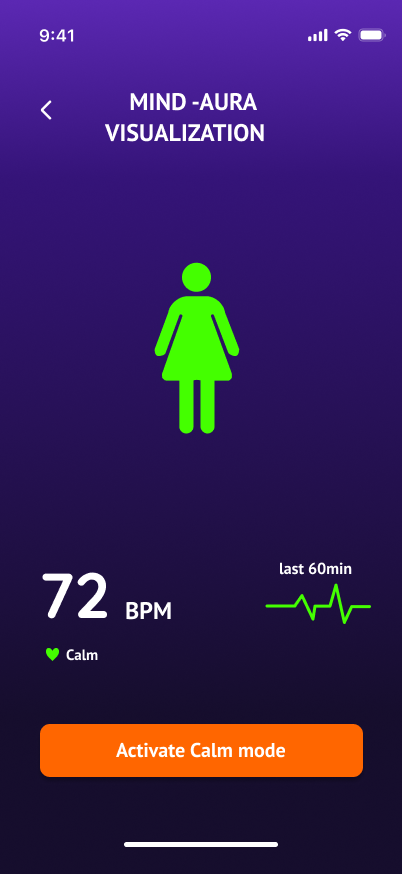 9:41
MIND -AURA
VISUALIZATION
last 60min
72 BPM
Calm
Activate Calm mode